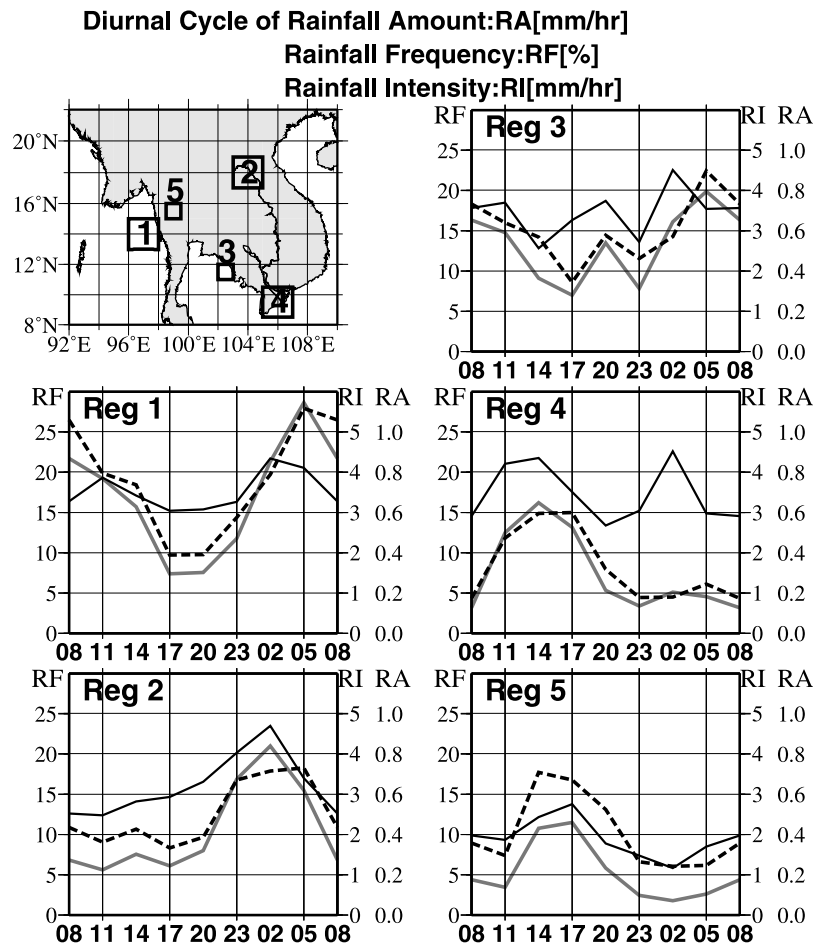 Diurnal Cycle of Rainfall Amount:RA[mm/hr]
Rainfall Frequency:RF[%]
Rainfall Intensity:RI[mm/hr]
20˚N
16˚N
12˚N
8˚N
92˚E 96˚E 100˚E 104˚E 108˚E
5 2
1
3
4
RF Reg 3 RI RA
25 5 1.0
20 4 0.8
15 3 0.6
10 2 0.4
5 1 0.2
0 0 0.0
08 11 14 17 20 23 02 05 08
RF Reg 1 RI RA
25 5 1.0
20 4 0.8
15 3 0.6
10 2 0.4
5 1 0.2
0 0 0.0
08 11 14 17 20 23 02 05 08
RF Reg 4 RI RA
25 5 1.0
20 4 0.8
15 3 0.6
10 2 0.4
5 1 0.2
0 0 0.0
08 11 14 17 20 23 02 05 08
RF Reg 2 RI RA
25 5 1.0
20 4 0.8
15 3 0.6
10 2 0.4
5 1 0.2
0 0 0.0
08 11 14 17 20 23 02 05 08
RF Reg 5 RI RA
25 5 1.0
20 4 0.8
15 3 0.6
10 2 0.4
5 1 0.2
0 0 0.0
08 11 14 17 20 23 02 05 08